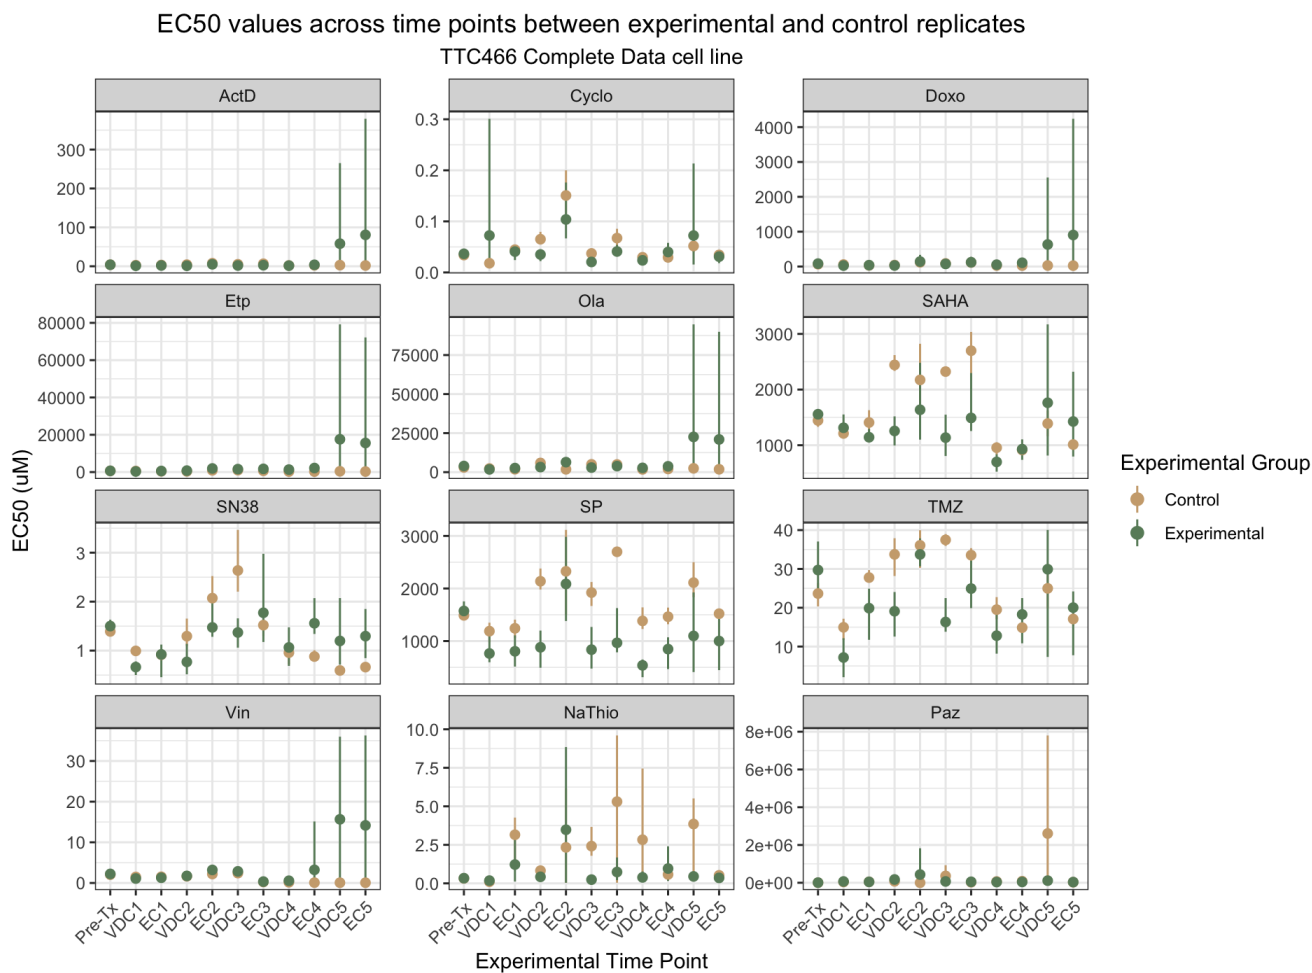 EC50 values across time points between experimental and control replicates
TTC466 Complete Data cell line
ActD
Cyclo
Doxo
300
200
100
0
0.3
0.2
0.1
0.0
4000
3000
2000
1000
0
Etp
Ola
SAHA
80000
60000
40000
20000
0
75000
50000
25000
0
3000
2000
1000
SN38
SP
TMZ
3
2
1
3000
2000
1000
40
30
20
10
Vin
NaThio
Paz
30
20
10
0
10.0
7.5
5.0
2.5
0.0
8e+06
6e+06
4e+06
2e+06
0e+00
Pre-Tx VDC1 EC1 VDC2 EC2 VDC3 EC3 VDC4 EC4 VDC5 EC5
Pre-Tx VDC1 EC1 VDC2 EC2 VDC3 EC3 VDC4 EC4 VDC5 EC5
Pre-Tx VDC1 EC1 VDC2 EC2 VDC3 EC3 VDC4 EC4 VDC5 EC5
EC50 (uM)
Experimental Time Point
Experimental Group
Control
Experimental